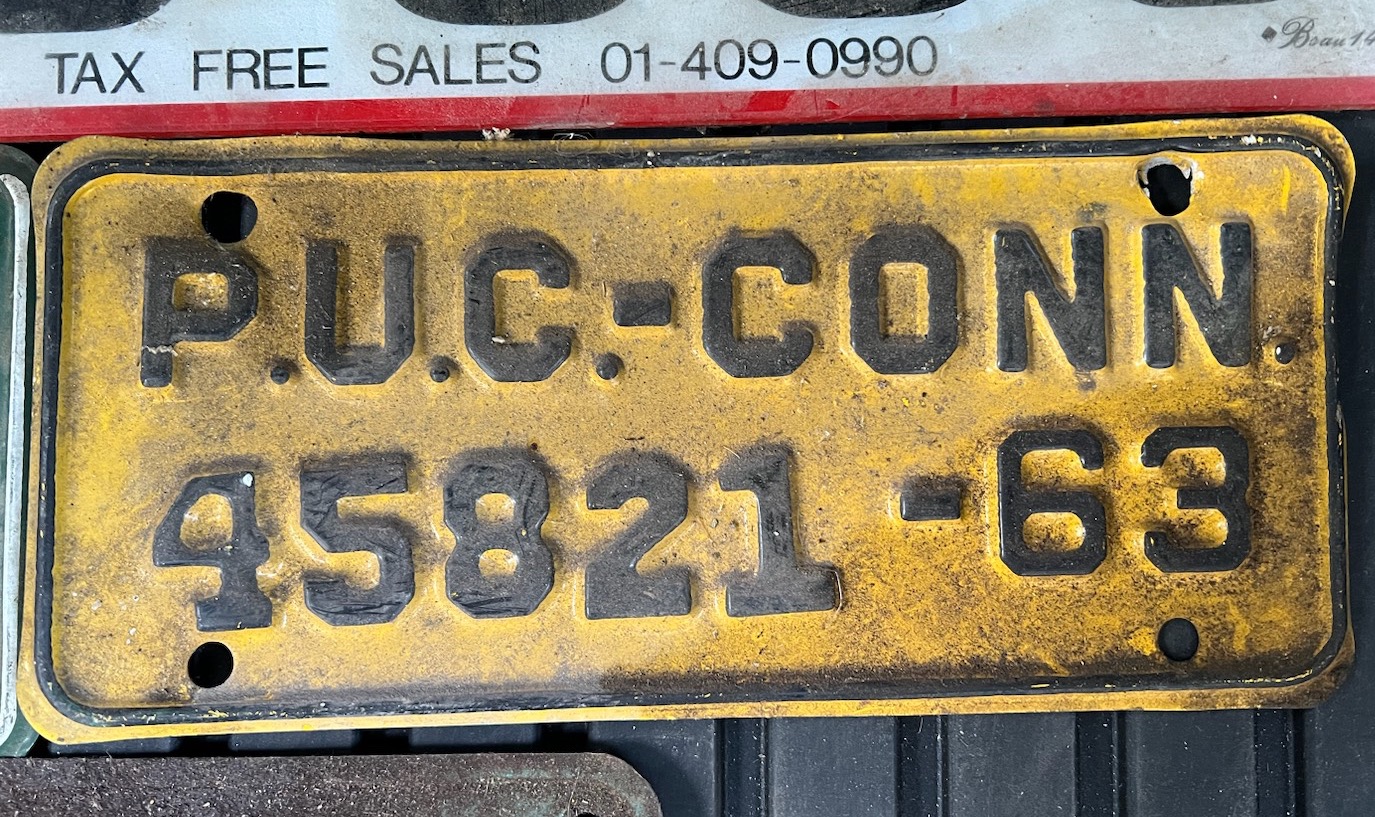 TAX FREE SALES 01-409-0990
P.U.C.-CONN.
45821-63